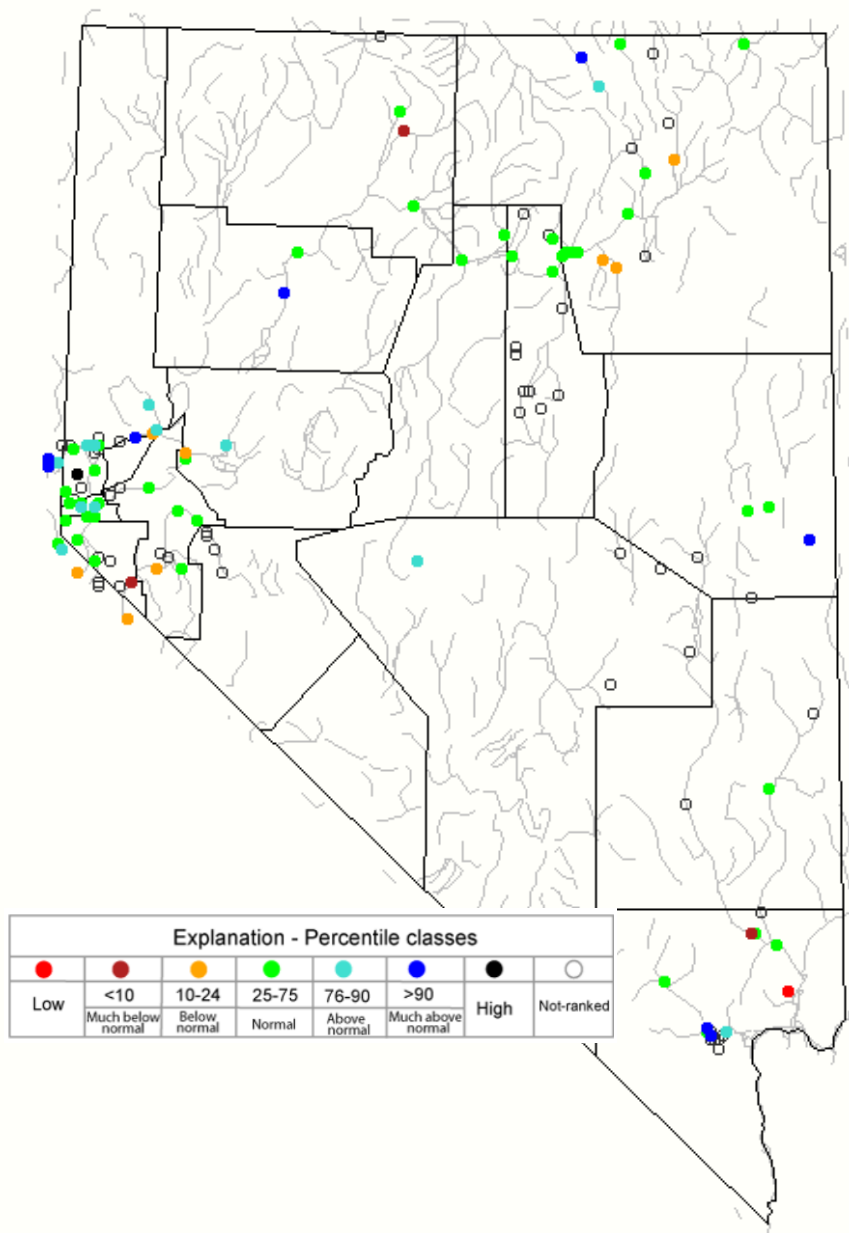 Explanation - Percentile classes
Low <10 10-24 25-75 76-90 >90 High Not-ranked
Much below normal Below normal Normal Above normal Much above normal